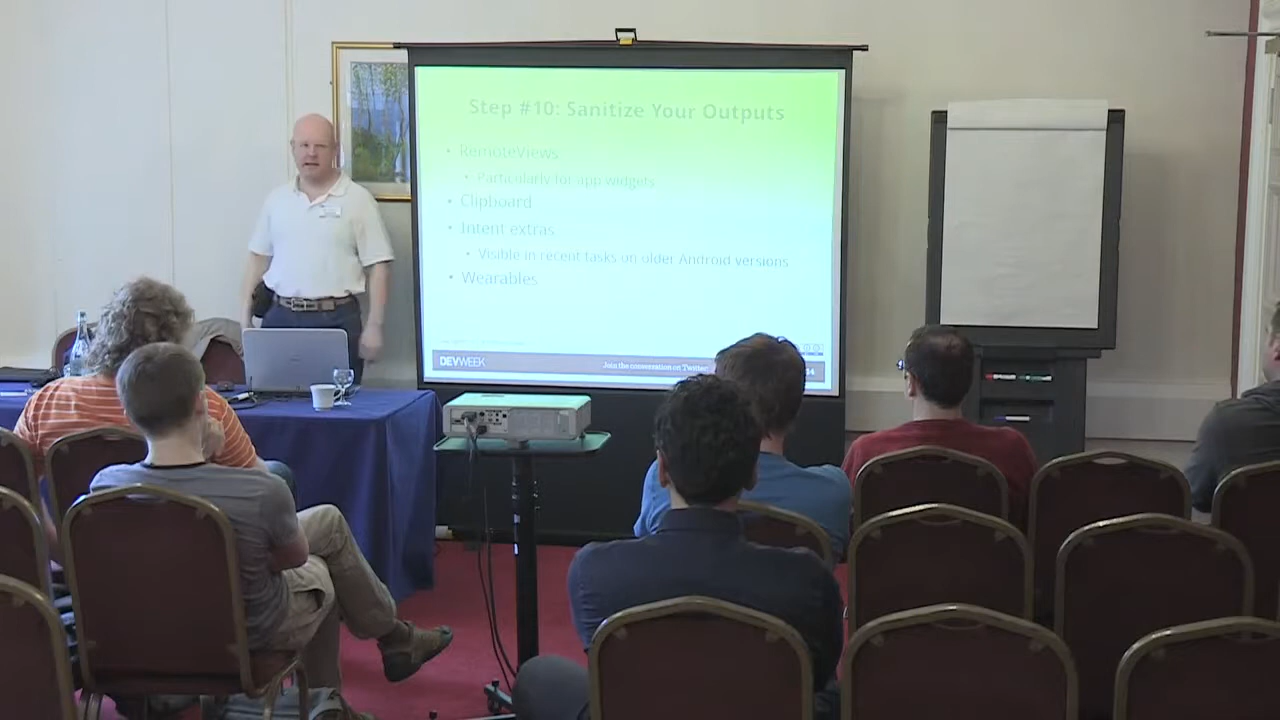 Step #10: Sanitize Your Outputs
• RemoteViews
• Particularly for app widgets
• Clipboard
• Intent extras
• Visible in recent tasks on older Android versions
• Wearables
DEVWEEK
Join the conversation on Twitter: